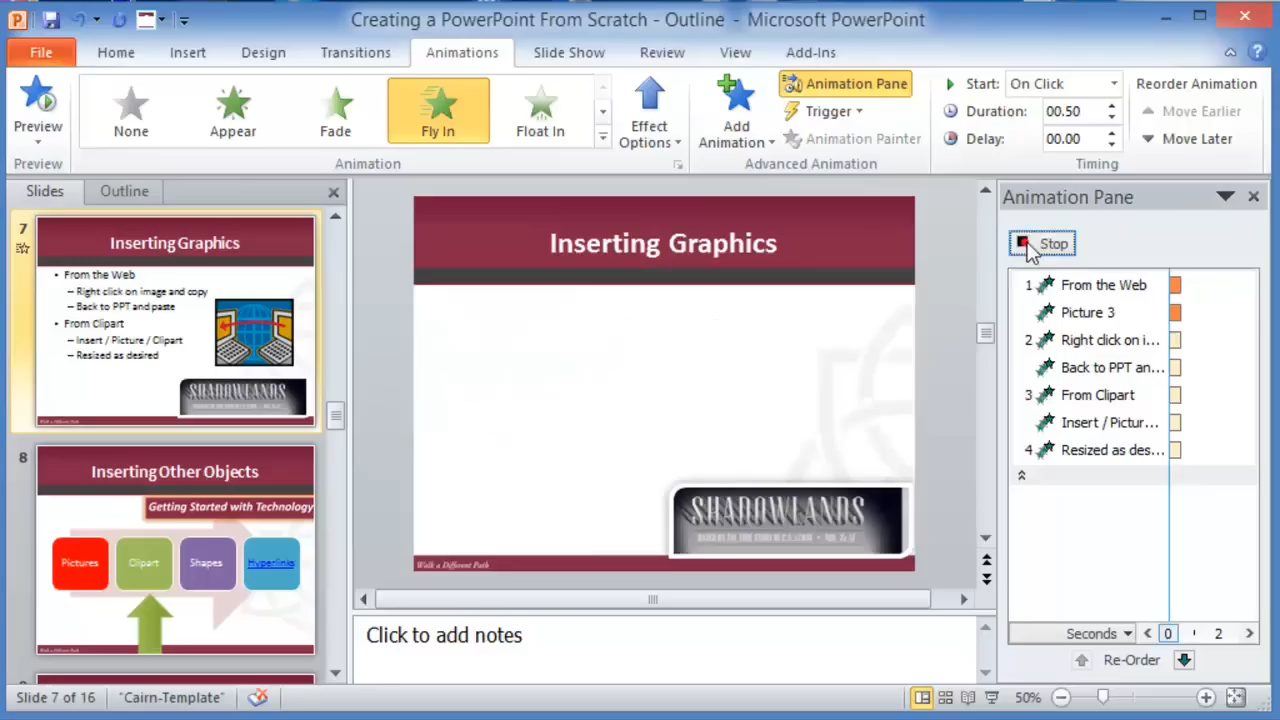 Creating a PowerPoint From Scratch - Outline - Microsoft PowerPoint
File Home Insert Design Transitions Animations Slide Show Review View Add-Ins
Preview
Preview
None
Appear
Fade
Fly In
Float In
Animation
Effect
Options
Add
Animation
Animation Pane
Trigger
Animation Painter
Advanced Animation
Start: On Click
Duration: 00.50
Delay: 00.00
Timing
Reorder Animation
Move Earlier
Move Later
Slides Outline
7
Inserting Graphics
• From the Web
– Right click on image and copy
– Back to PPT and paste
• From Clipart
– Insert / Picture / Clipart
– Resized as desired
SHADOWLANDS
8
Inserting Other Objects
Getting Started with Technology
Pictures
Clipart
Shapes
Hyperlinks
Inserting Graphics
SHADOWLANDS
Walk a Different Path
Click to add notes
Animation Pane
Stop
1 From the Web
Picture 3
2 Right click on i...
Back to PPT an...
3 From Clipart
Insert / Pictur...
4 Resized as des...
Seconds 0 2
Re-Order
Slide 7 of 16 "Cairn-Template" 50%